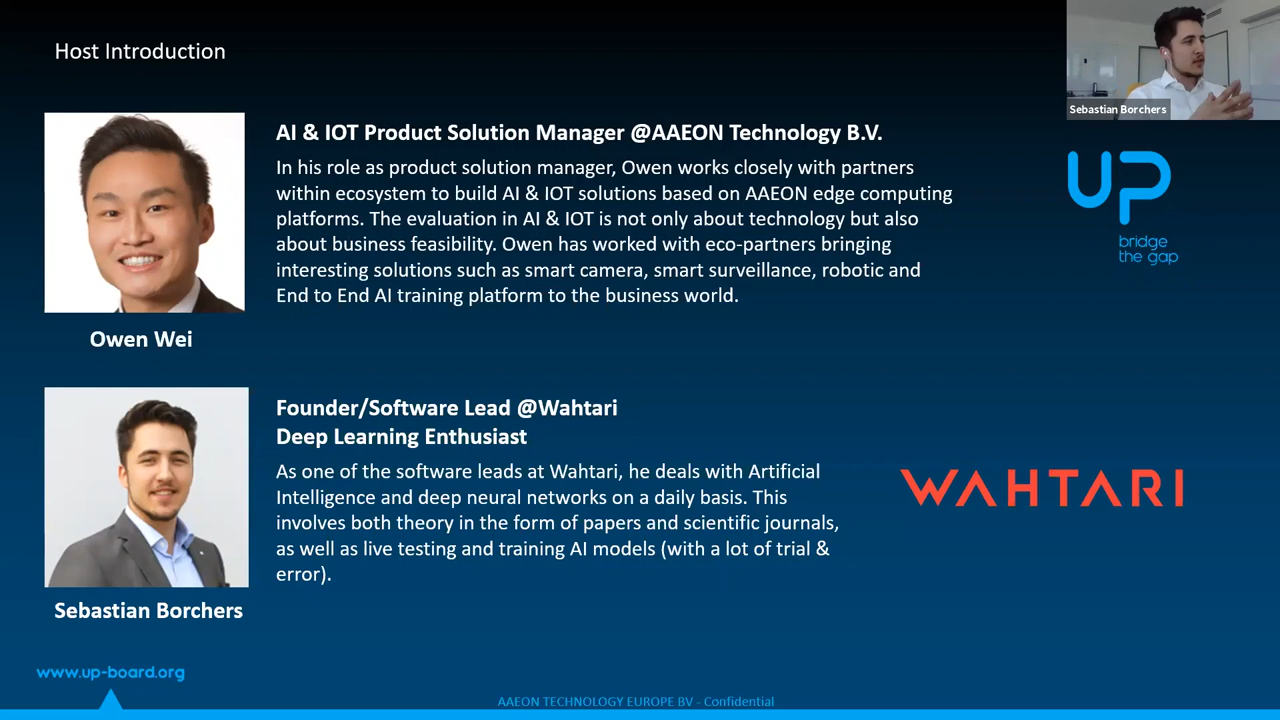 Host Introduction
Sebastian Borchers
AI & IOT Product Solution Manager @AAEON Technology B.V.
In his role as product solution manager, Owen works closely with partners
within ecosystem to build AI & IOT solutions based on AAEON edge computing
platforms. The evaluation in AI & IOT is not only about technology but also
about business feasibility. Owen has worked with eco-partners bringing
interesting solutions such as smart camera, smart surveillance, robotic and
End to End AI training platform to the business world.
UP
bridge
the gap
Owen Wei
Founder/Software Lead @Wahtari
Deep Learning Enthusiast
As one of the software leads at Wahtari, he deals with Artificial
Intelligence and deep neural networks on a daily basis. This
involves both theory in the form of papers and scientific journals,
as well as live testing and training AI models (with a lot of trial &
error).
WAHTARI
Sebastian Borchers
www.up-board.org
AAEON TECHNOLOGY EUROPE BV - Confidential